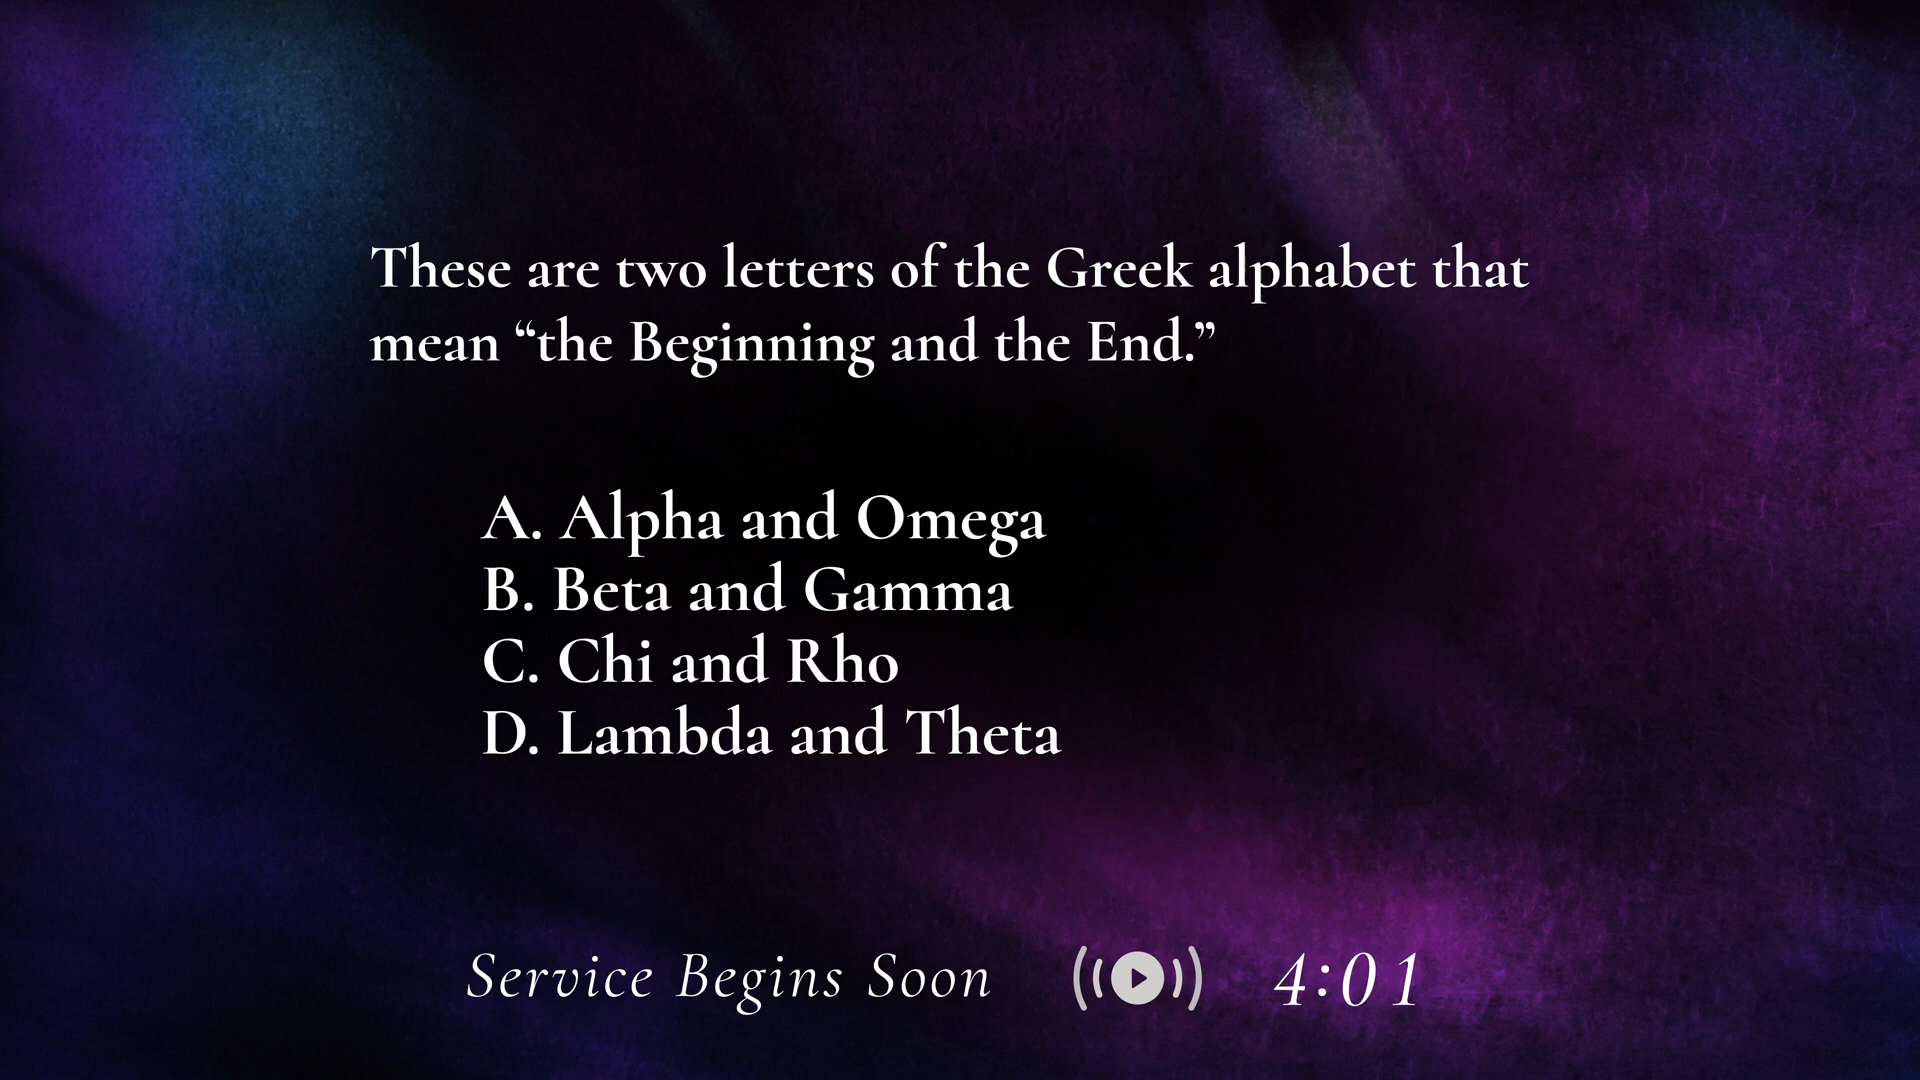 These are two letters of the Greek alphabet that
mean “the Beginning and the End.”
A. Alpha and Omega
B. Beta and Gamma
C. Chi and Rho
D. Lambda and Theta
Service Begins Soon 4:01